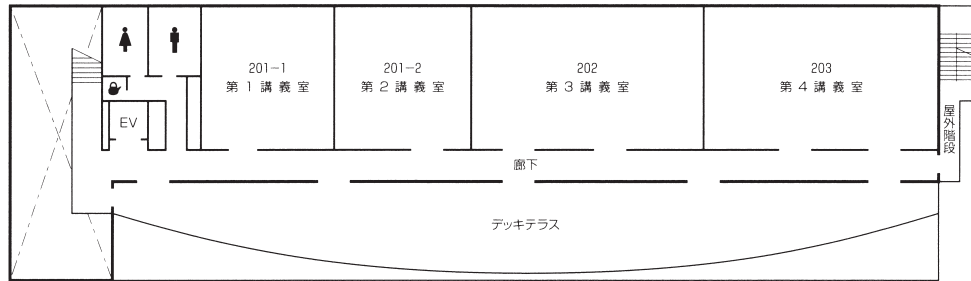 201-1
第1講義室
201-2
第2講義室
202
第3講義室
203
第4講義室
EV
屋外階段
廊下
デッキテラス